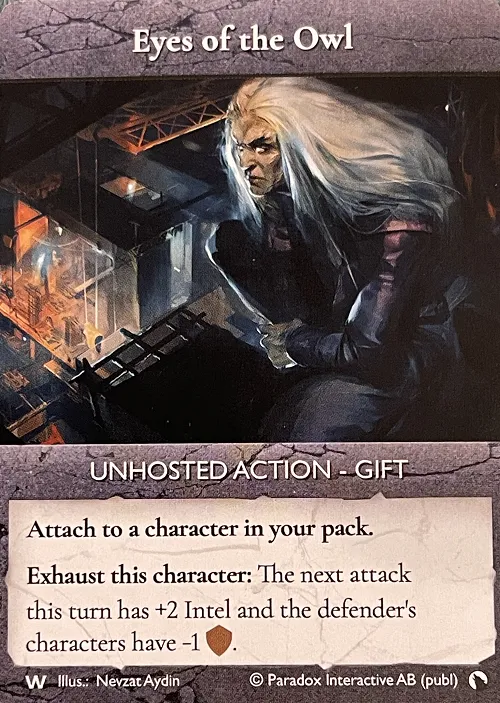 Eyes of the Owl
UNHOSTED ACTION - GIFT
Attach to a character in your pack.
Exhaust this character: The next attack
this turn has +2 Intel and the defender's
characters have -1 .
W Illus.: Nevzat Aydin © Paradox Interactive AB (publ)